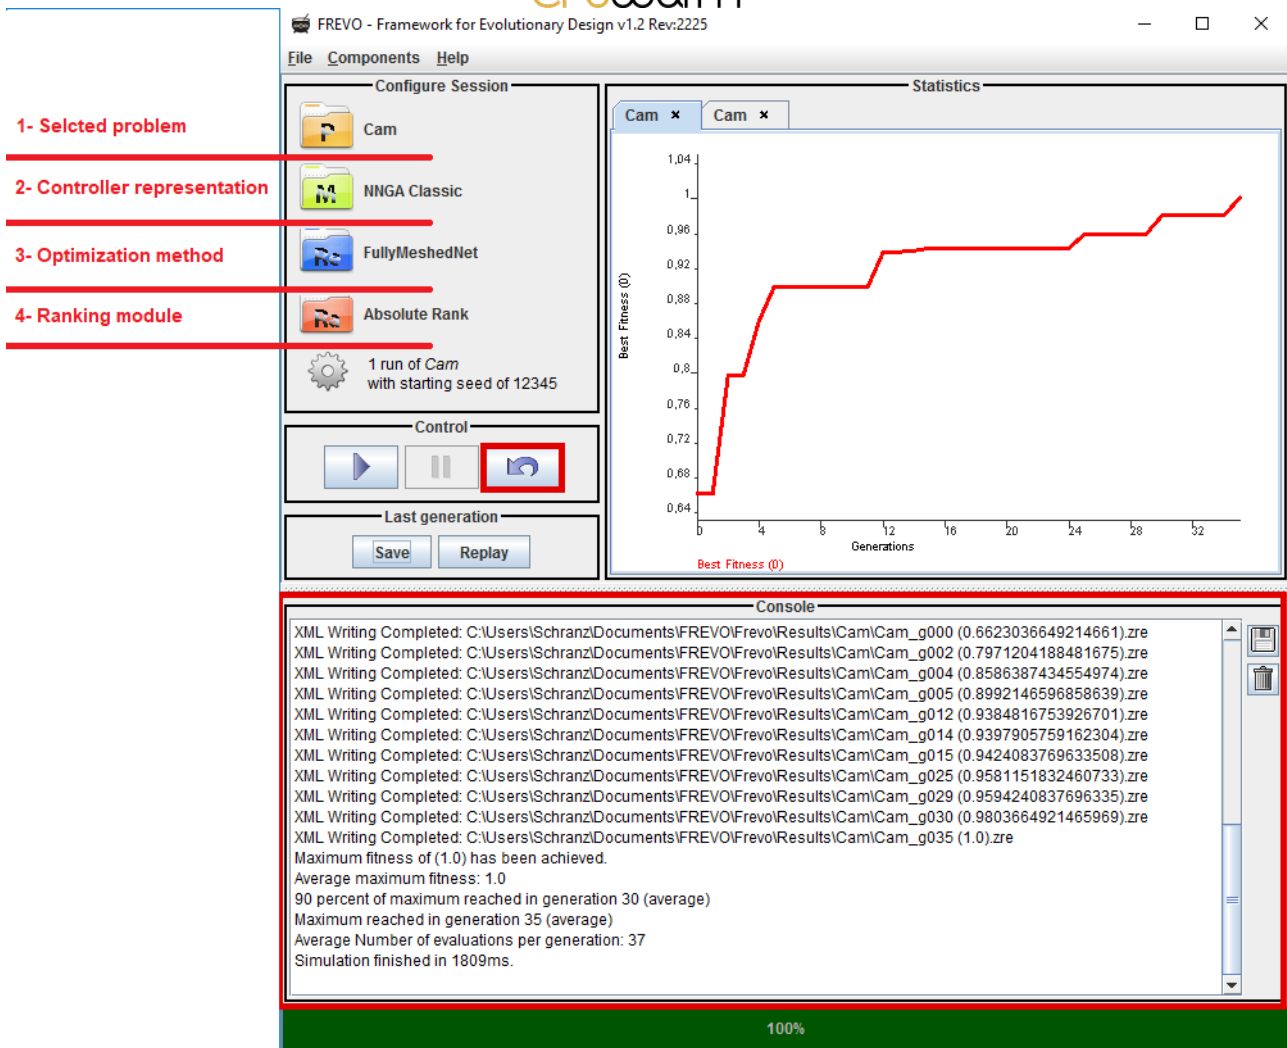 FREVO - Framework for Evolutionary Design v1.2 Rev:2225
File Components Help
Configure Session
Statistics
1- Selcted problem
Cam
2- Controller representation
NNGA Classic
3- Optimization method
FullyMeshedNet
4- Ranking module
Absolute Rank
1 run of Cam
with starting seed of 12345
Control
Last generation
Save Replay
Cam × Cam ×
1,04
1
0,96
0,92
0,88
0,84
0,8
0,76
0,72
0,68
0,64
Best Fitness (0)
0 4 8 12 16 20 24 28 32
Generations
Best Fitness (0)
Console
XML Writing Completed: C:\Users\Schranz\Documents\FREVO\Frevo\Results\Cam\Cam_g000 (0.6623036649214661).zre
XML Writing Completed: C:\Users\Schranz\Documents\FREVO\Frevo\Results\Cam\Cam_g002 (0.7971204188481675).zre
XML Writing Completed: C:\Users\Schranz\Documents\FREVO\Frevo\Results\Cam\Cam_g004 (0.8586387434554974).zre
XML Writing Completed: C:\Users\Schranz\Documents\FREVO\Frevo\Results\Cam\Cam_g005 (0.8992146596858639).zre
XML Writing Completed: C:\Users\Schranz\Documents\FREVO\Frevo\Results\Cam\Cam_g012 (0.9384816753926701).zre
XML Writing Completed: C:\Users\Schranz\Documents\FREVO\Frevo\Results\Cam\Cam_g014 (0.9397905759162304).zre
XML Writing Completed: C:\Users\Schranz\Documents\FREVO\Frevo\Results\Cam\Cam_g015 (0.9424083769633508).zre
XML Writing Completed: C:\Users\Schranz\Documents\FREVO\Frevo\Results\Cam\Cam_g025 (0.9581151832460733).zre
XML Writing Completed: C:\Users\Schranz\Documents\FREVO\Frevo\Results\Cam\Cam_g029 (0.9594240837696335).zre
XML Writing Completed: C:\Users\Schranz\Documents\FREVO\Frevo\Results\Cam\Cam_g030 (0.9803664921465969).zre
XML Writing Completed: C:\Users\Schranz\Documents\FREVO\Frevo\Results\Cam\Cam_g035 (1.0).zre
Maximum fitness of (1.0) has been achieved.
Average maximum fitness: 1.0
90 percent of maximum reached in generation 30 (average)
Maximum reached in generation 35 (average)
Average Number of evaluations per generation: 37
Simulation finished in 1809ms.
100%